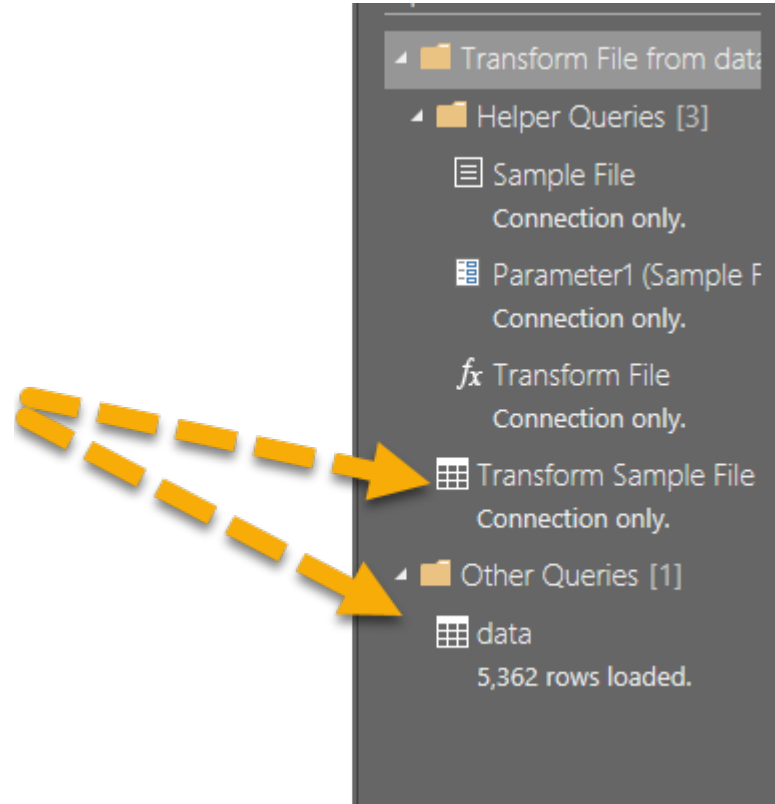 Transform File from data
Helper Queries [3]
Sample File
Connection only.
Parameter1 (Sample F
Connection only.
fx Transform File
Connection only.
Transform Sample File
Connection only.
Other Queries [1]
data
5,362 rows loaded.